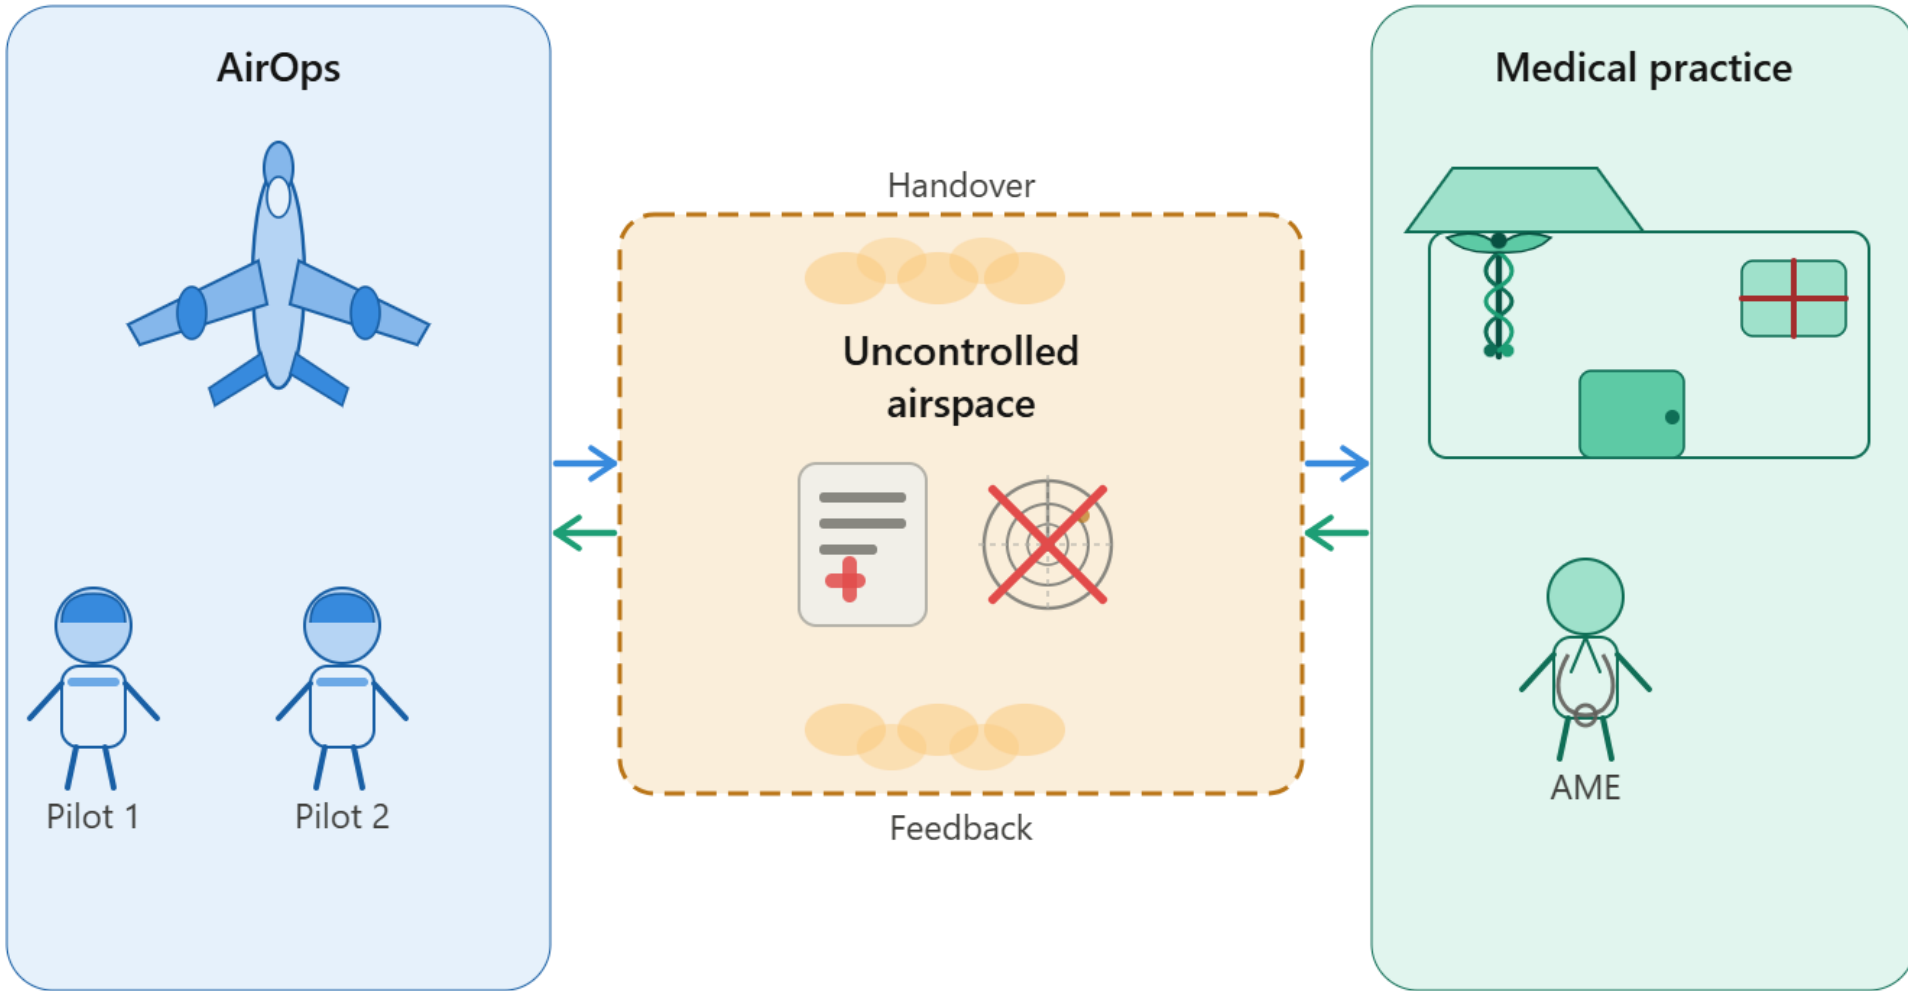 AirOps
Medical practice
Handover
Uncontrolled
airspace
Pilot 1
Pilot 2
AME
Feedback